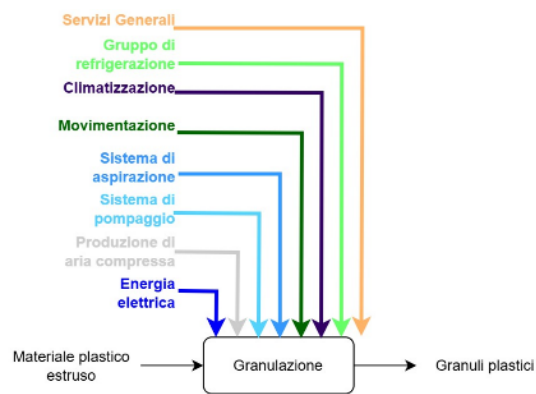 Servizi Generali
Gruppo di
refrigerazione
Climatizzazione
Movimentazione
Sistema di
aspirazione
Sistema di
pompaggio
Produzione di
aria compressa
Energia
elettrica
Materiale plastico
estruso
Granulazione
Granuli plastici